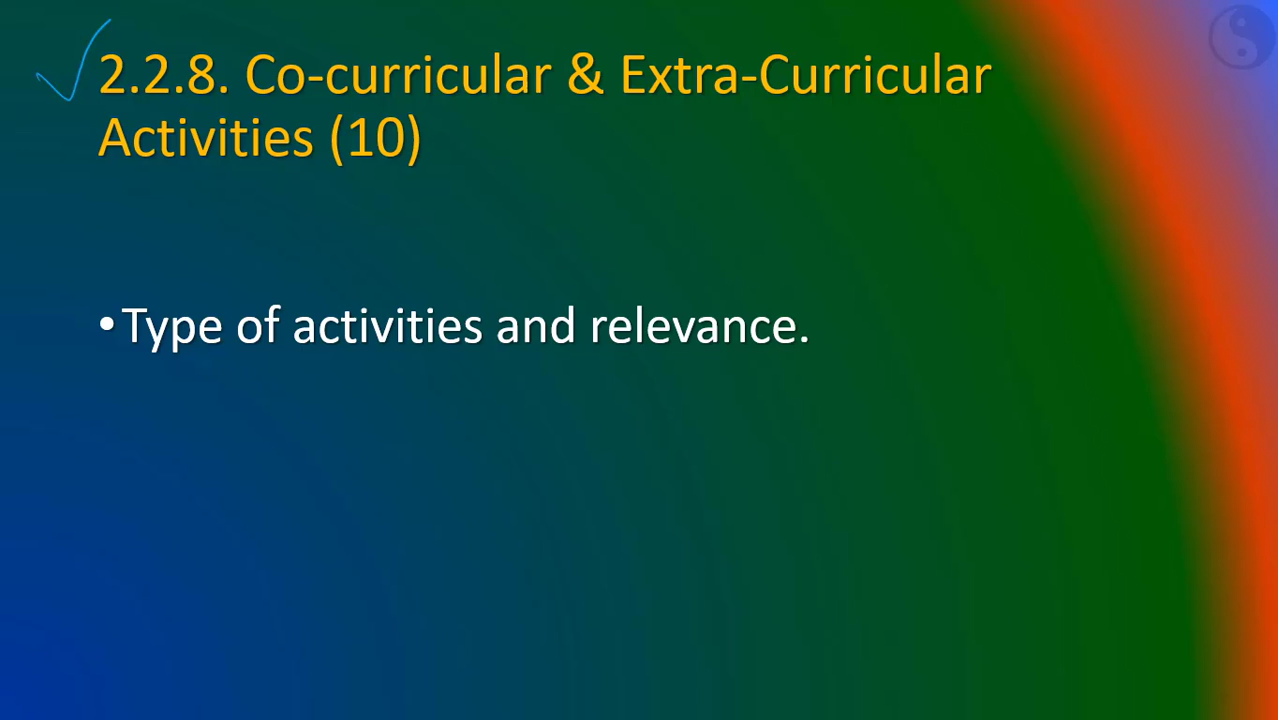 2.2.8. Co-curricular & Extra-Curricular
Activities (10)
•Type of activities and relevance.